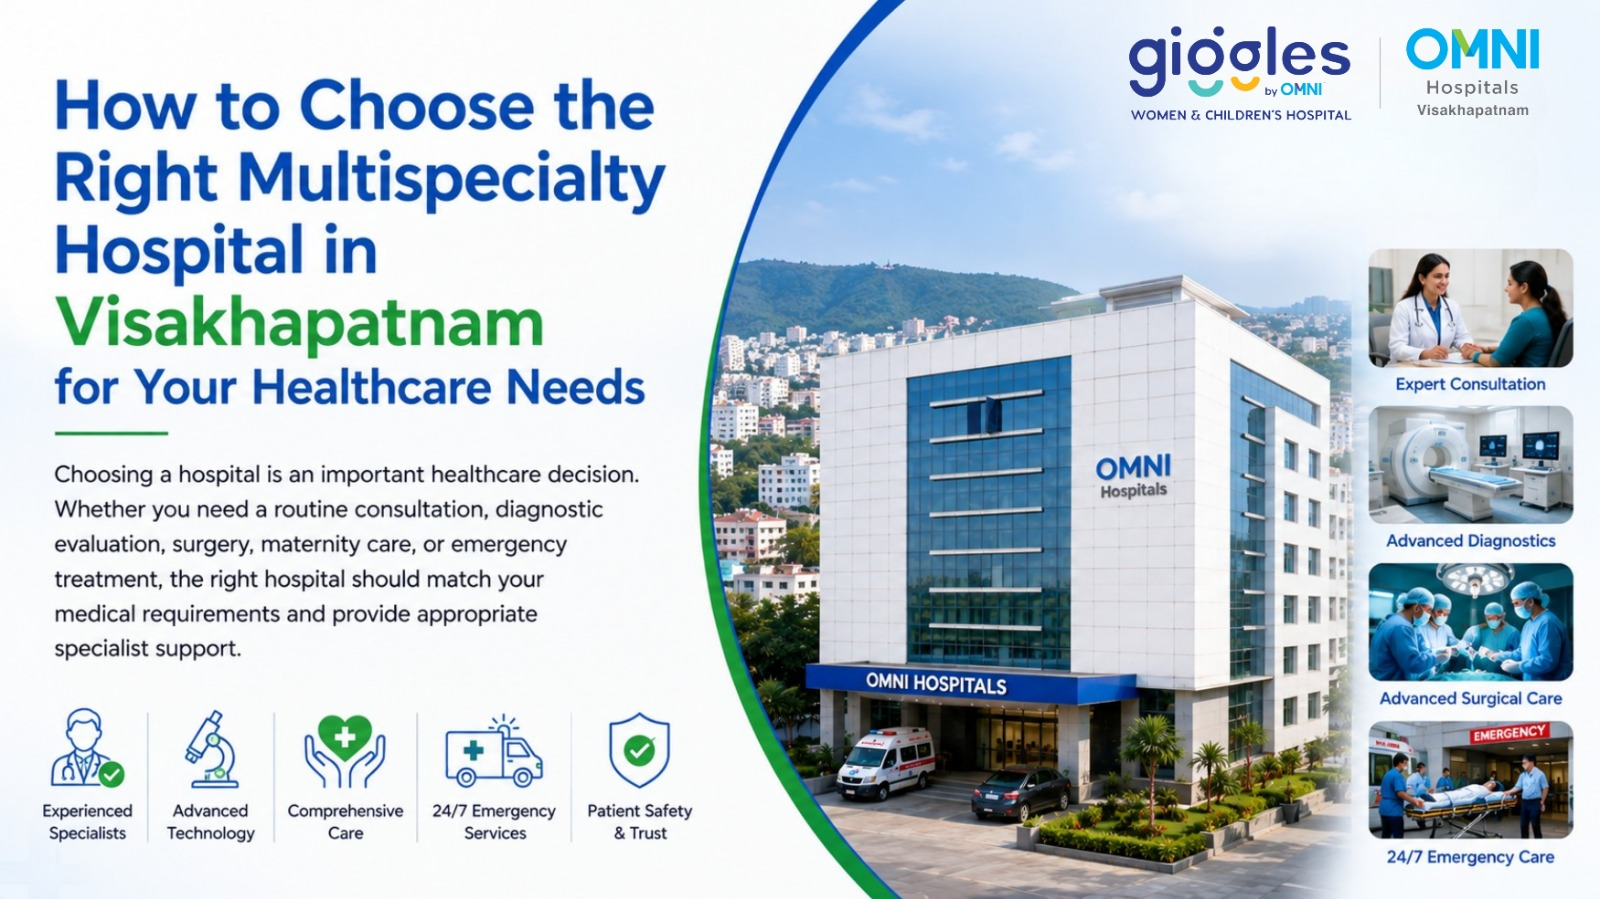 How to Choose the
Right Multispecialty
Hospital in
Visakhapatnam
for Your Healthcare Needs
Choosing a hospital is an important healthcare decision.
Whether you need a routine consultation, diagnostic
evaluation, surgery, maternity care, or emergency
treatment, the right hospital should match your
medical requirements and provide appropriate
specialist support.
Experienced
Specialists
Advanced
Technology
Comprehensive
Care
24/7 Emergency
Services
Patient Safety
& Trust
giggles
by OMNI
WOMEN & CHILDREN'S HOSPITAL
OMNI
Hospitals
Visakhapatnam
OMNI
Hospitals
OMNI HOSPITALS
Expert Consultation
Advanced Diagnostics
Advanced Surgical Care
EMERGENCY
24/7 Emergency Care